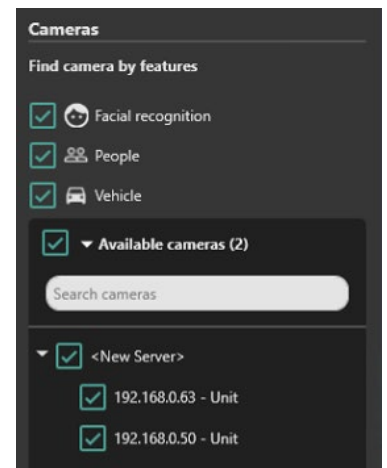 Cameras
Find camera by features
Facial recognition
People
Vehicle
Available cameras (2)
Search cameras
<New Server>
192.168.0.63 - Unit
192.168.0.50 - Unit